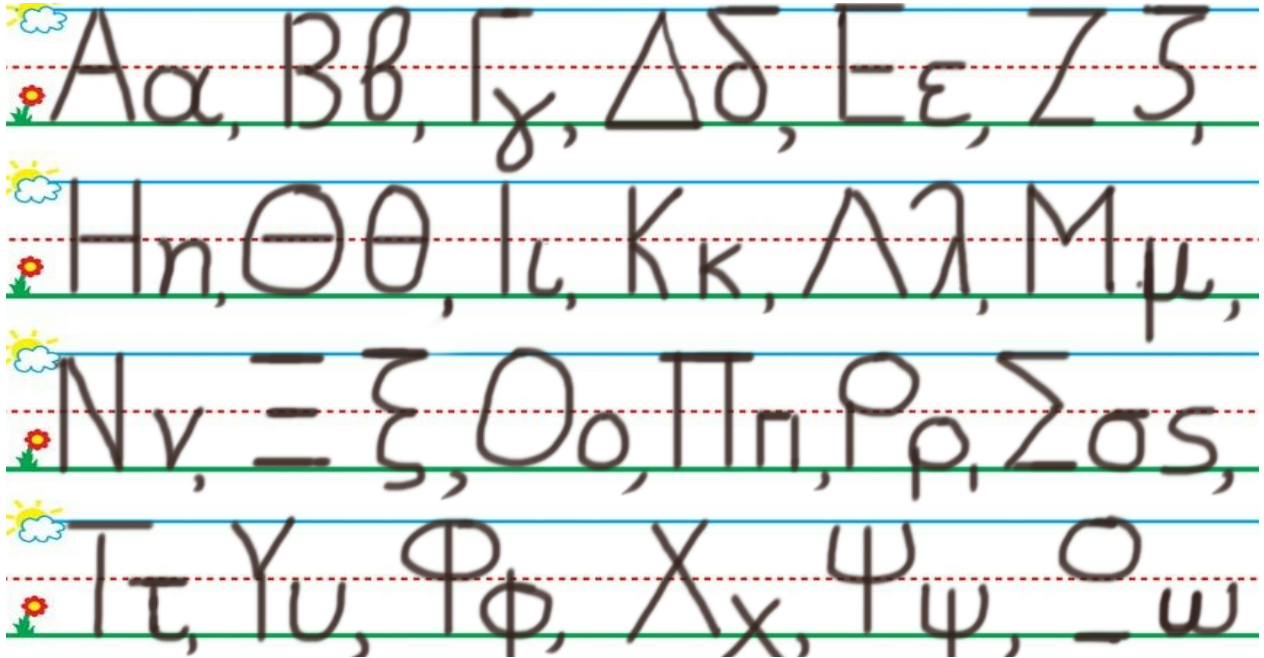 Αα, Ββ, Γγ, Δδ, Εε, Ζζ,
Ηη, Θθ, Ιι, Κκ, Λλ, Μμ,
Νν, Ξξ, Οο, Ππ, Ρρ, Σσς,
Ττ, Υυ, Φφ, Χχ, Ψψ, Ωω